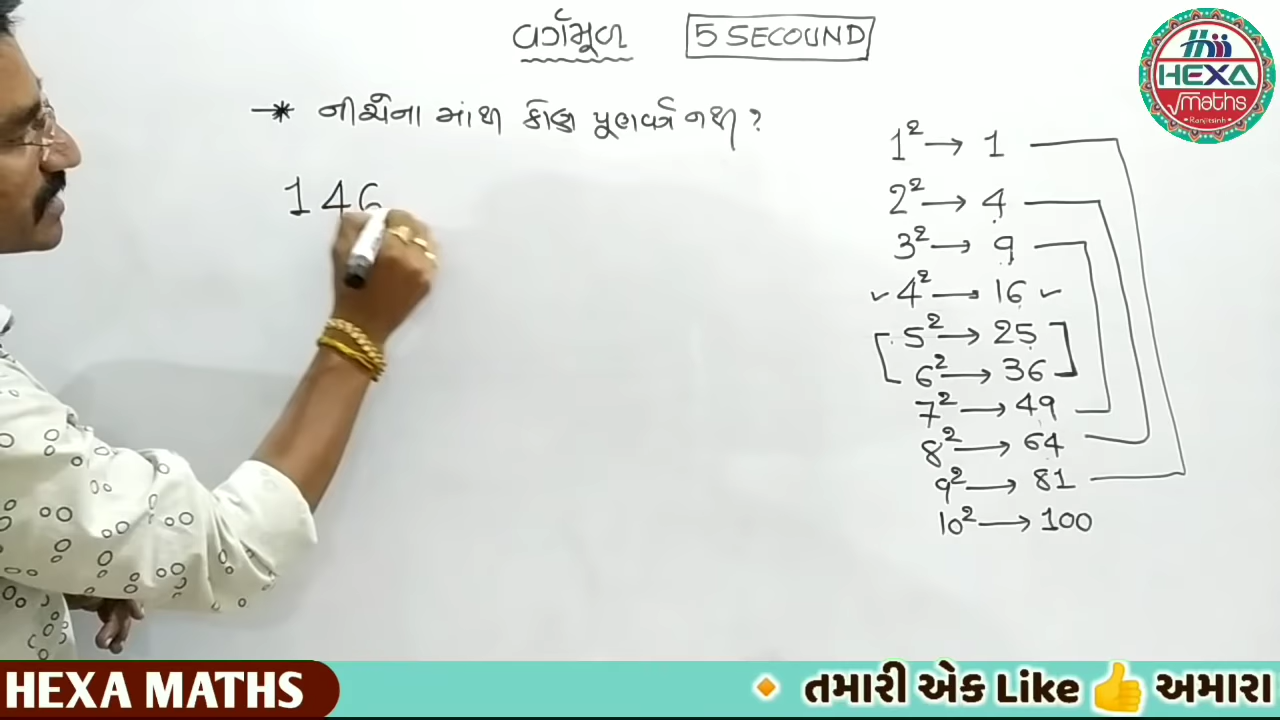 વર્ગમૂળ 5 SECOUND
HEXA
√maths
Ranjitsinh
→* નીચેના માંથી કોણ પૂર્ણવર્ગ નથી ?
146
1² → 1
2² → 4
3² → 9
✓ 4² → 16 ✓
5² → 25
6² → 36
7² → 49
8² → 64
9² → 81
10² → 100
HEXA MATHS 🔸 તમારી એક Like 👍 અમારા